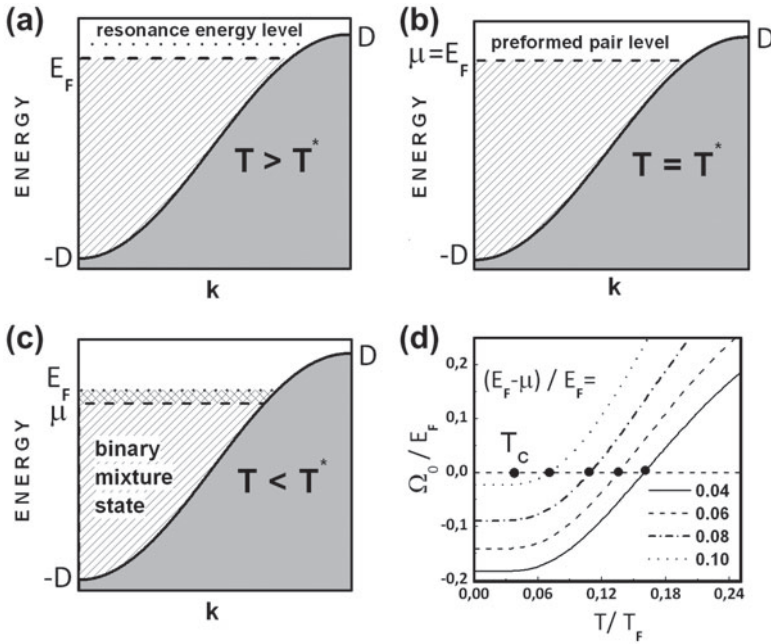 (a)
resonance energy level
D
E_F
ENERGY
T > T*
-D
k
(b)
preformed pair level
D
μ=E_F
ENERGY
T = T*
-D
k
(c)
D
E_F
μ
ENERGY
binary
mixture
state
T < T*
-D
k
(d)
0,2
(E_F-μ) / E_F=
0,1
T_c
Ω_0 / E_F
0,0
0.04
-0,1
0.06
0.08
0.10
-0,2
0,00 0,06 0,12 0,18 0,24
T/ T_F